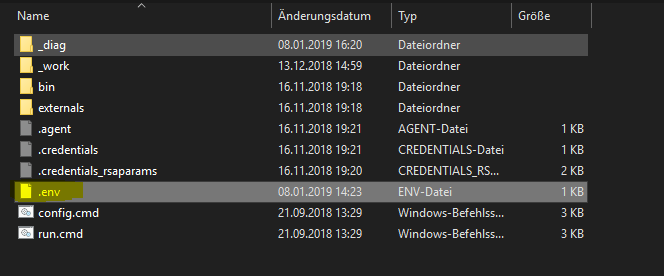 Name Änderungsdatum Typ Größe
_diag 08.01.2019 16:20 Dateiordner
_work 13.12.2018 14:59 Dateiordner
bin 16.11.2018 19:18 Dateiordner
externals 16.11.2018 19:18 Dateiordner
.agent 16.11.2018 19:21 AGENT-Datei 1 KB
.credentials 16.11.2018 19:21 CREDENTIALS-Datei 1 KB
.credentials_rsaparams 16.11.2018 19:20 CREDENTIALS_RS... 2 KB
.env 08.01.2019 14:23 ENV-Datei 1 KB
config.cmd 21.09.2018 13:29 Windows-Befehlss... 3 KB
run.cmd 21.09.2018 13:29 Windows-Befehlss... 3 KB